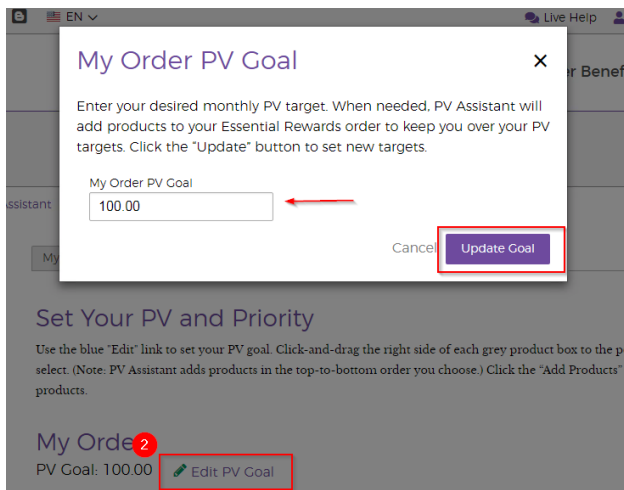 EN
Live Help
My Order PV Goal
er Benef
Enter your desired monthly PV target. When needed, PV Assistant will
add products to your Essential Rewards order to keep you over your PV
targets. Click the “Update” button to set new targets.
My Order PV Goal
Assistant
100.00
Cancel
Update Goal
My
Set Your PV and Priority
Use the blue "Edit" link to set your PV goal. Click-and-drag the right side of each grey product box to the p
select. (Note: PV Assistant adds products in the top-to-bottom order you choose.) Click the “Add Products”
products.
My Orde
2
PV Goal: 100.00
Edit PV Goal